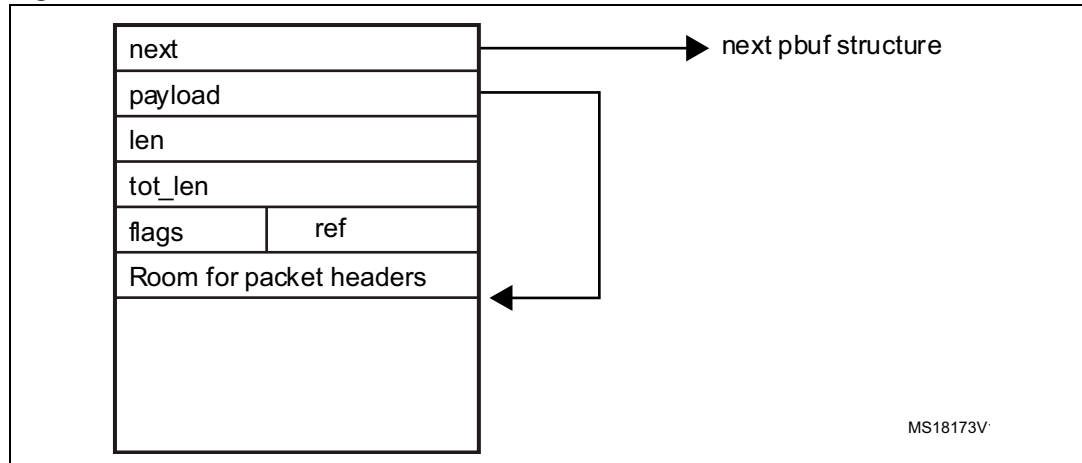 next
next pbuf structure
payload
len
tot_len
flags
ref
Room for packet headers
MS18173V